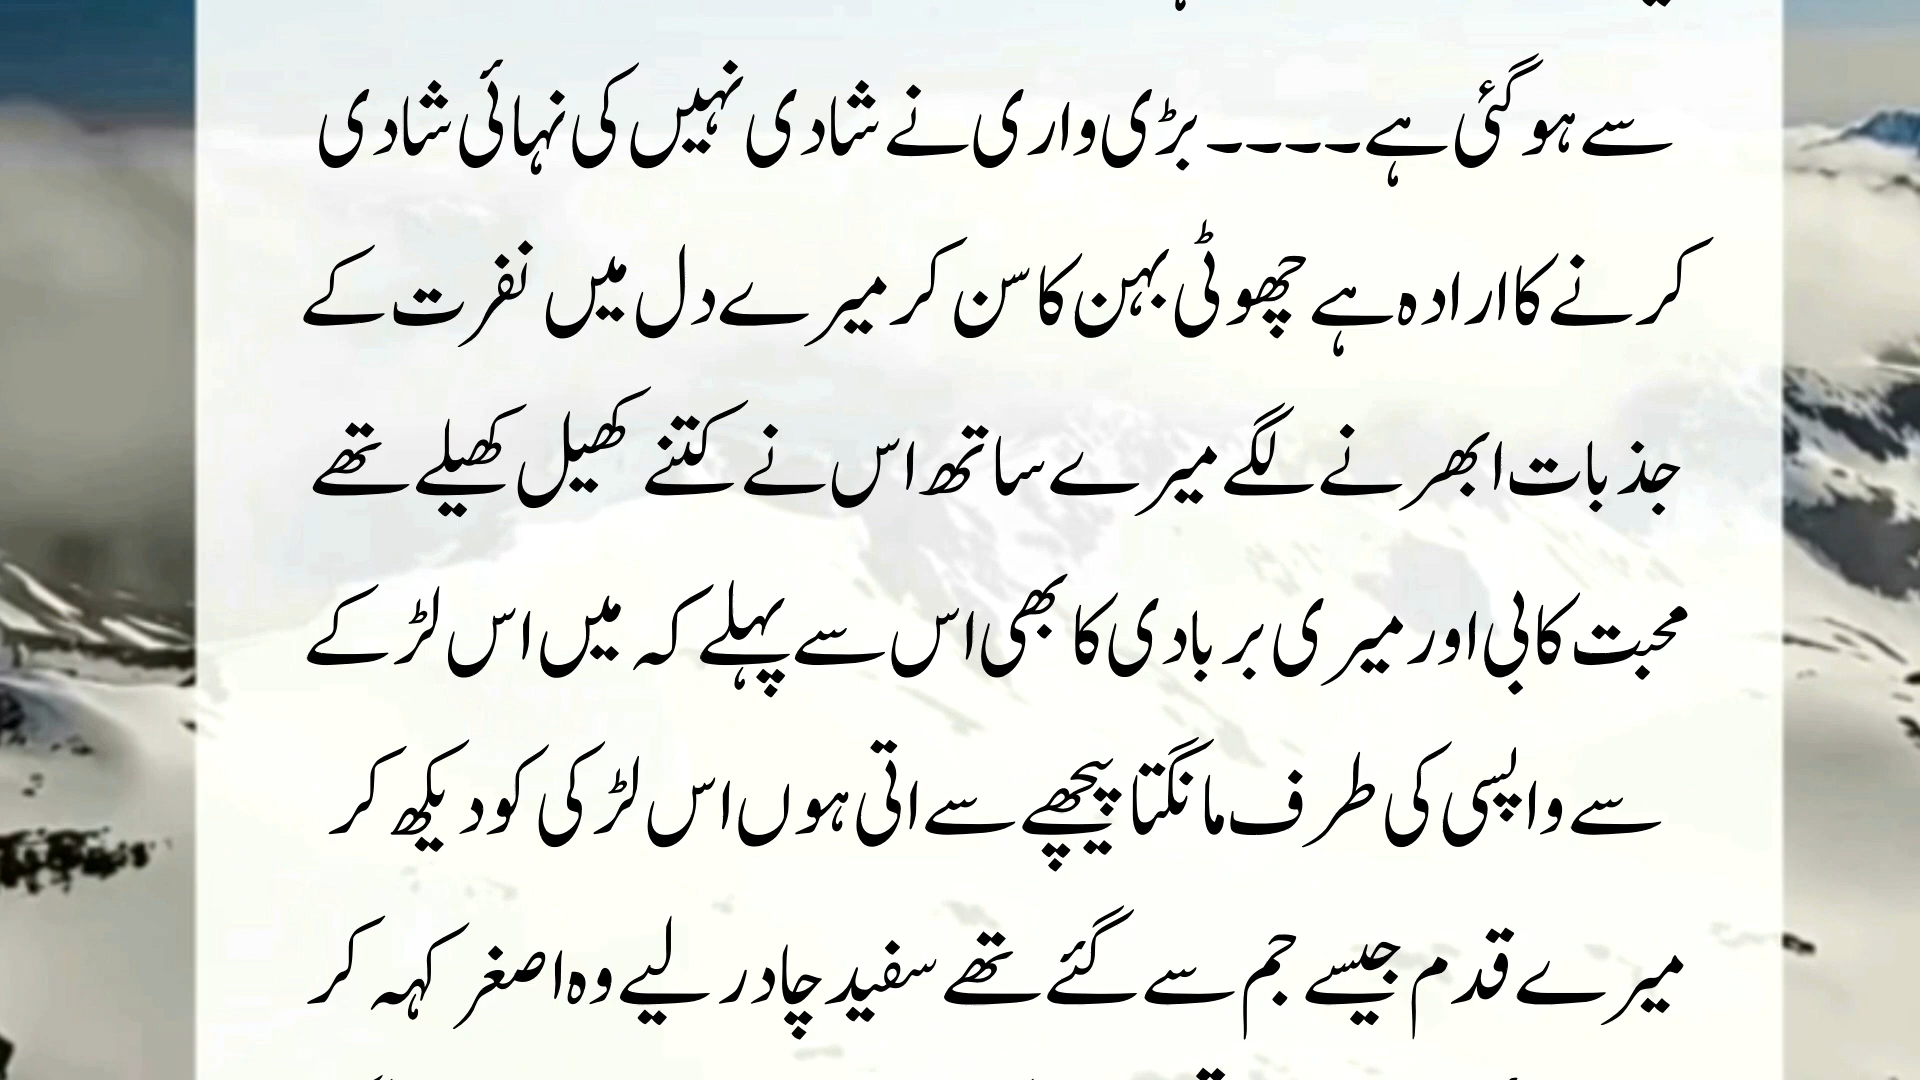 سے ہو گئی ہے۔۔۔۔ بڑی واری نے شادی نہیں کی نہائی شادی
کرنے کا ارادہ ہے چھوٹی بہن کا سن کر میرے دل میں نفرت کے
جذبات ابھرنے لگے میرے ساتھ اس نے کتنے کھیل کھیلے تھے
محبت کا بی اور میری بربادی کا بھی اس سے پہلے کہ میں اس لڑکے
سے واپسی کی طرف مانگتا پیچھے سے اتی ہوں اس لڑکی کو دیکھ کر
میرے قدم جیسے جم سے گئے تھے سفید چادر لیے وہ اصغر کہہ کر